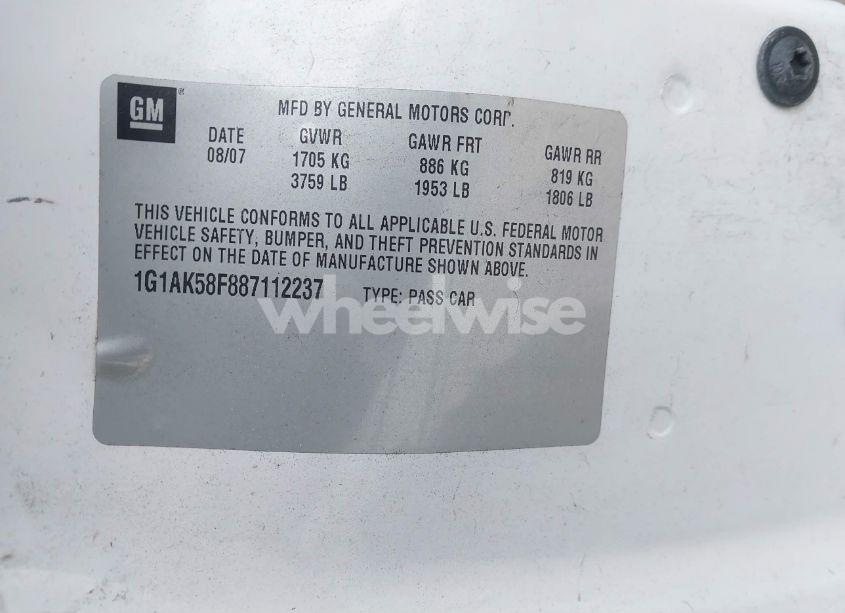 GM®
MFD BY GENERAL MOTORS CORP.
DATE GVWR GAWR FRT GAWR RR
08/07 1705 KG 886 KG 819 KG
3759 LB 1953 LB 1806 LB
THIS VEHICLE CONFORMS TO ALL APPLICABLE U.S. FEDERAL MOTOR
VEHICLE SAFETY, BUMPER, AND THEFT PREVENTION STANDARDS IN
EFFECT ON THE DATE OF MANUFACTURE SHOWN ABOVE.
1G1AK58F887112237 TYPE: PASS CAR
wheelwise